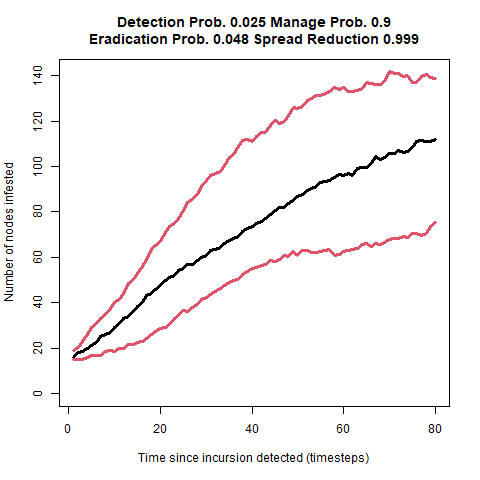 Detection Prob. 0.025 Manage Prob. 0.9
Eradication Prob. 0.048 Spread Reduction 0.999
Number of nodes infested
140
120
100
80
60
40
20
0
0 20 40 60 80
Time since incursion detected (timesteps)